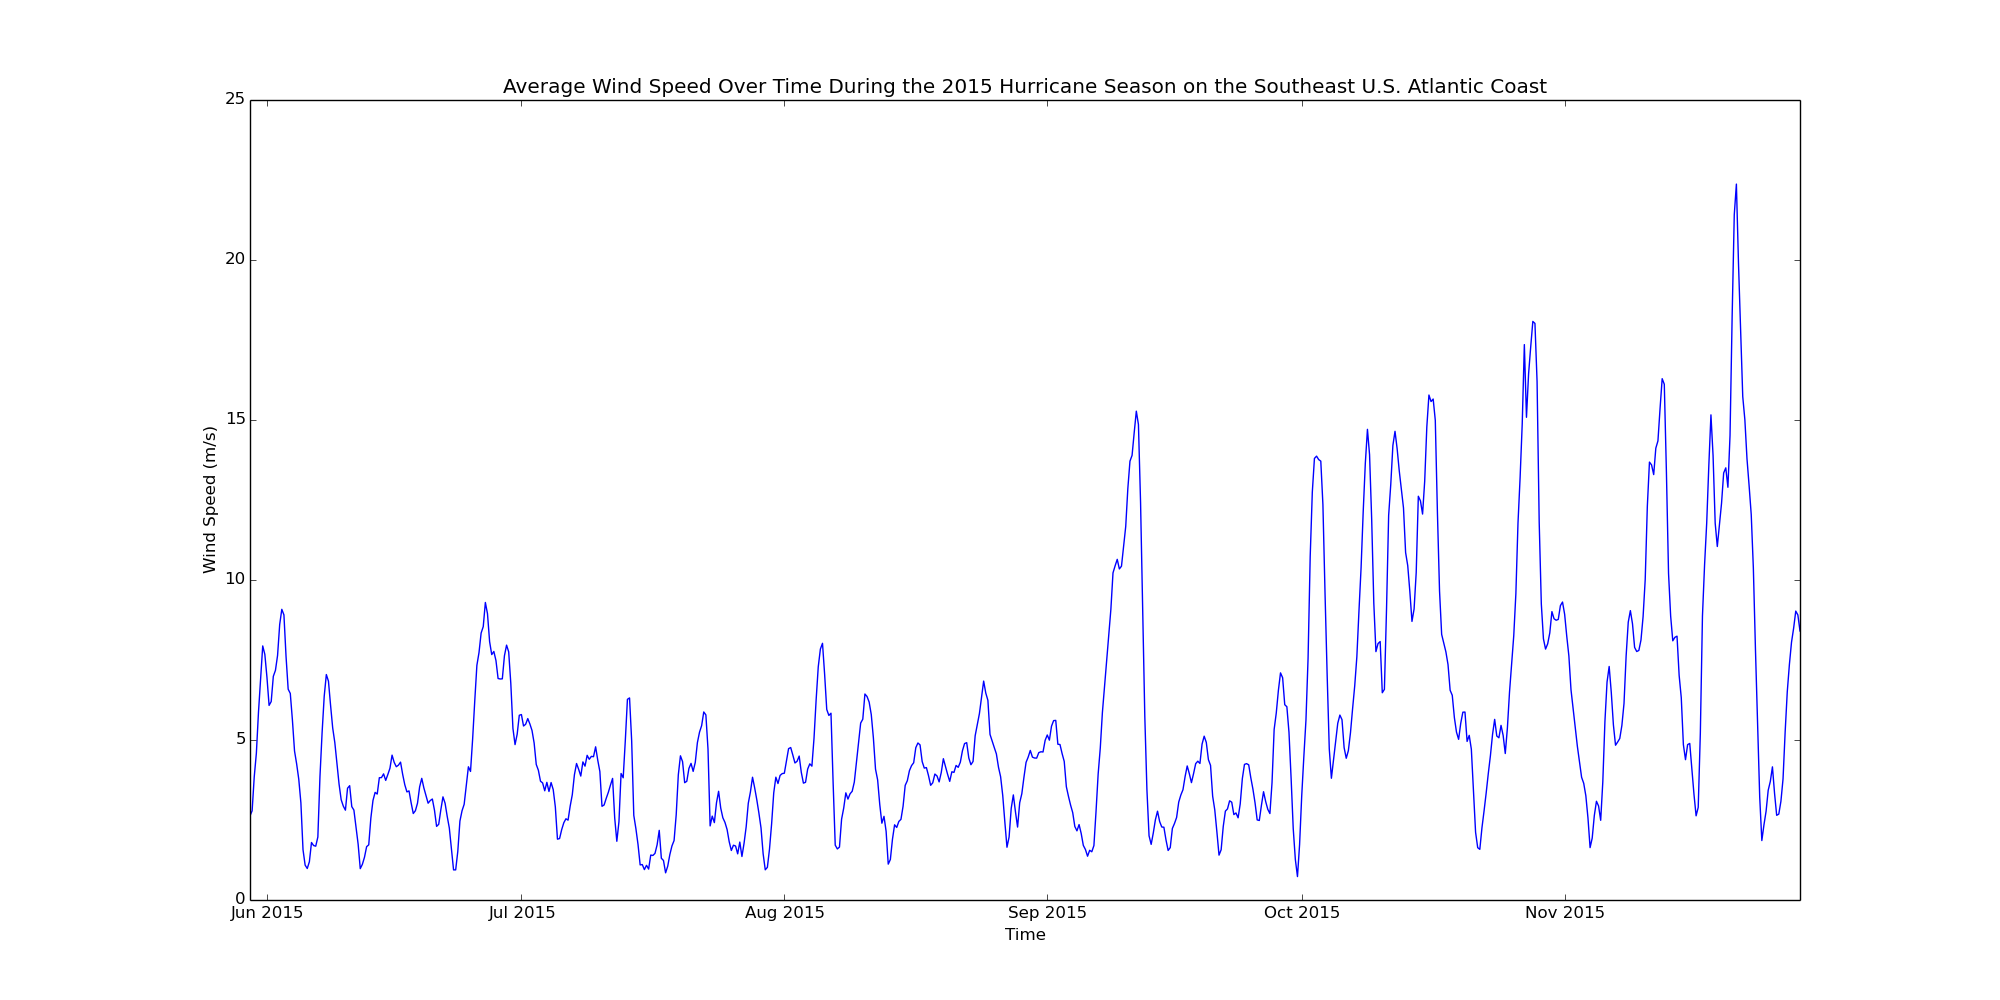 Average Wind Speed Over Time During the 2015 Hurricane Season on the Southeast U.S. Atlantic Coast
25
20
15
10
5
0
Wind Speed (m/s)
Jun 2015 Jul 2015 Aug 2015 Sep 2015 Oct 2015 Nov 2015
Time